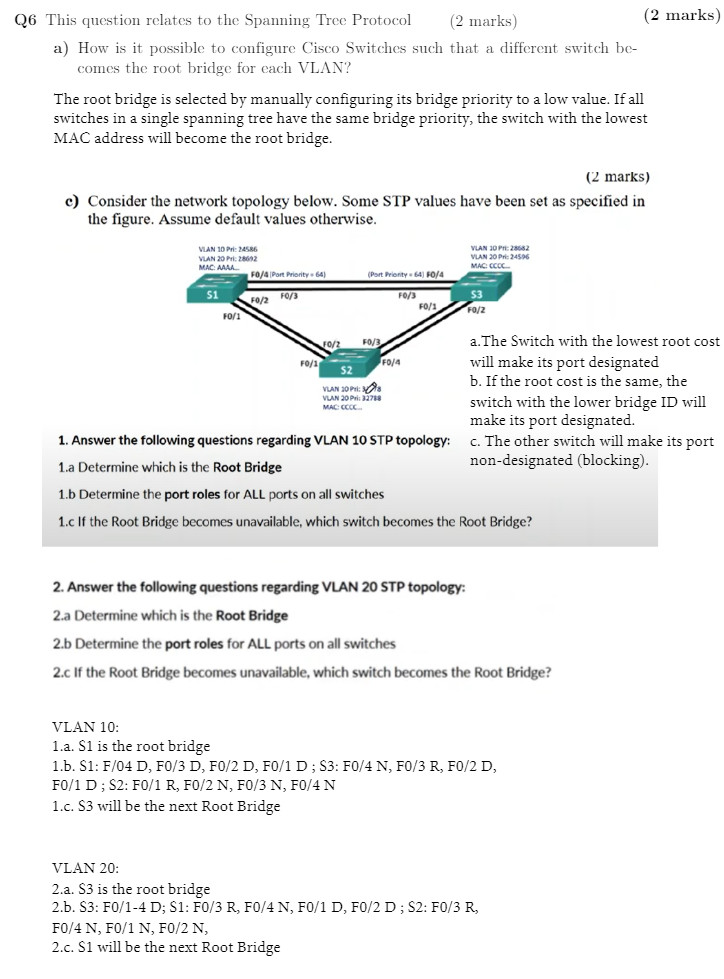 Q6 This question relates to the Spanning Tree Protocol (2 marks) (2 marks)
a) How is it possible to configure Cisco Switches such that a different switch be-
comes the root bridge for each VLAN?
The root bridge is selected by manually configuring its bridge priority to a low value. If all
switches in a single spanning tree have the same bridge priority, the switch with the lowest
MAC address will become the root bridge.
(2 marks)
c) Consider the network topology below. Some STP values have been set as specified in
the figure. Assume default values otherwise.
VLAN 10 Pri: 24586
VLAN 20 Pri: 28692
MAC: AAAA...
VLAN 10 Pri: 28682
VLAN 20 Pri: 24596
MAC: CCCC...
F0/4 (Port Priority = 64)
(Port Priority = 64) F0/4
S1
F0/2
F0/3
F0/3
S3
F0/1
F0/1
F0/2
F0/2
F0/3
F0/1
F0/4
S2
VLAN 10 Pri:
VLAN 20 Pri: 32788
MAC: CCCC...
a.The Switch with the lowest root cost
will make its port designated
b. If the root cost is the same, the
switch with the lower bridge ID will
make its port designated.
c. The other switch will make its port
non-designated (blocking).
1. Answer the following questions regarding VLAN 10 STP topology:
1.a Determine which is the Root Bridge
1.b Determine the port roles for ALL ports on all switches
1.c If the Root Bridge becomes unavailable, which switch becomes the Root Bridge?
2. Answer the following questions regarding VLAN 20 STP topology:
2.a Determine which is the Root Bridge
2.b Determine the port roles for ALL ports on all switches
2.c If the Root Bridge becomes unavailable, which switch becomes the Root Bridge?
VLAN 10:
1.a. S1 is the root bridge
1.b. S1: F/04 D, F0/3 D, F0/2 D, F0/1 D ; S3: F0/4 N, F0/3 R, F0/2 D,
F0/1 D ; S2: F0/1 R, F0/2 N, F0/3 N, F0/4 N
1.c. S3 will be the next Root Bridge
VLAN 20:
2.a. S3 is the root bridge
2.b. S3: F0/1-4 D; S1: F0/3 R, F0/4 N, F0/1 D, F0/2 D ; S2: F0/3 R,
F0/4 N, F0/1 N, F0/2 N,
2.c. S1 will be the next Root Bridge